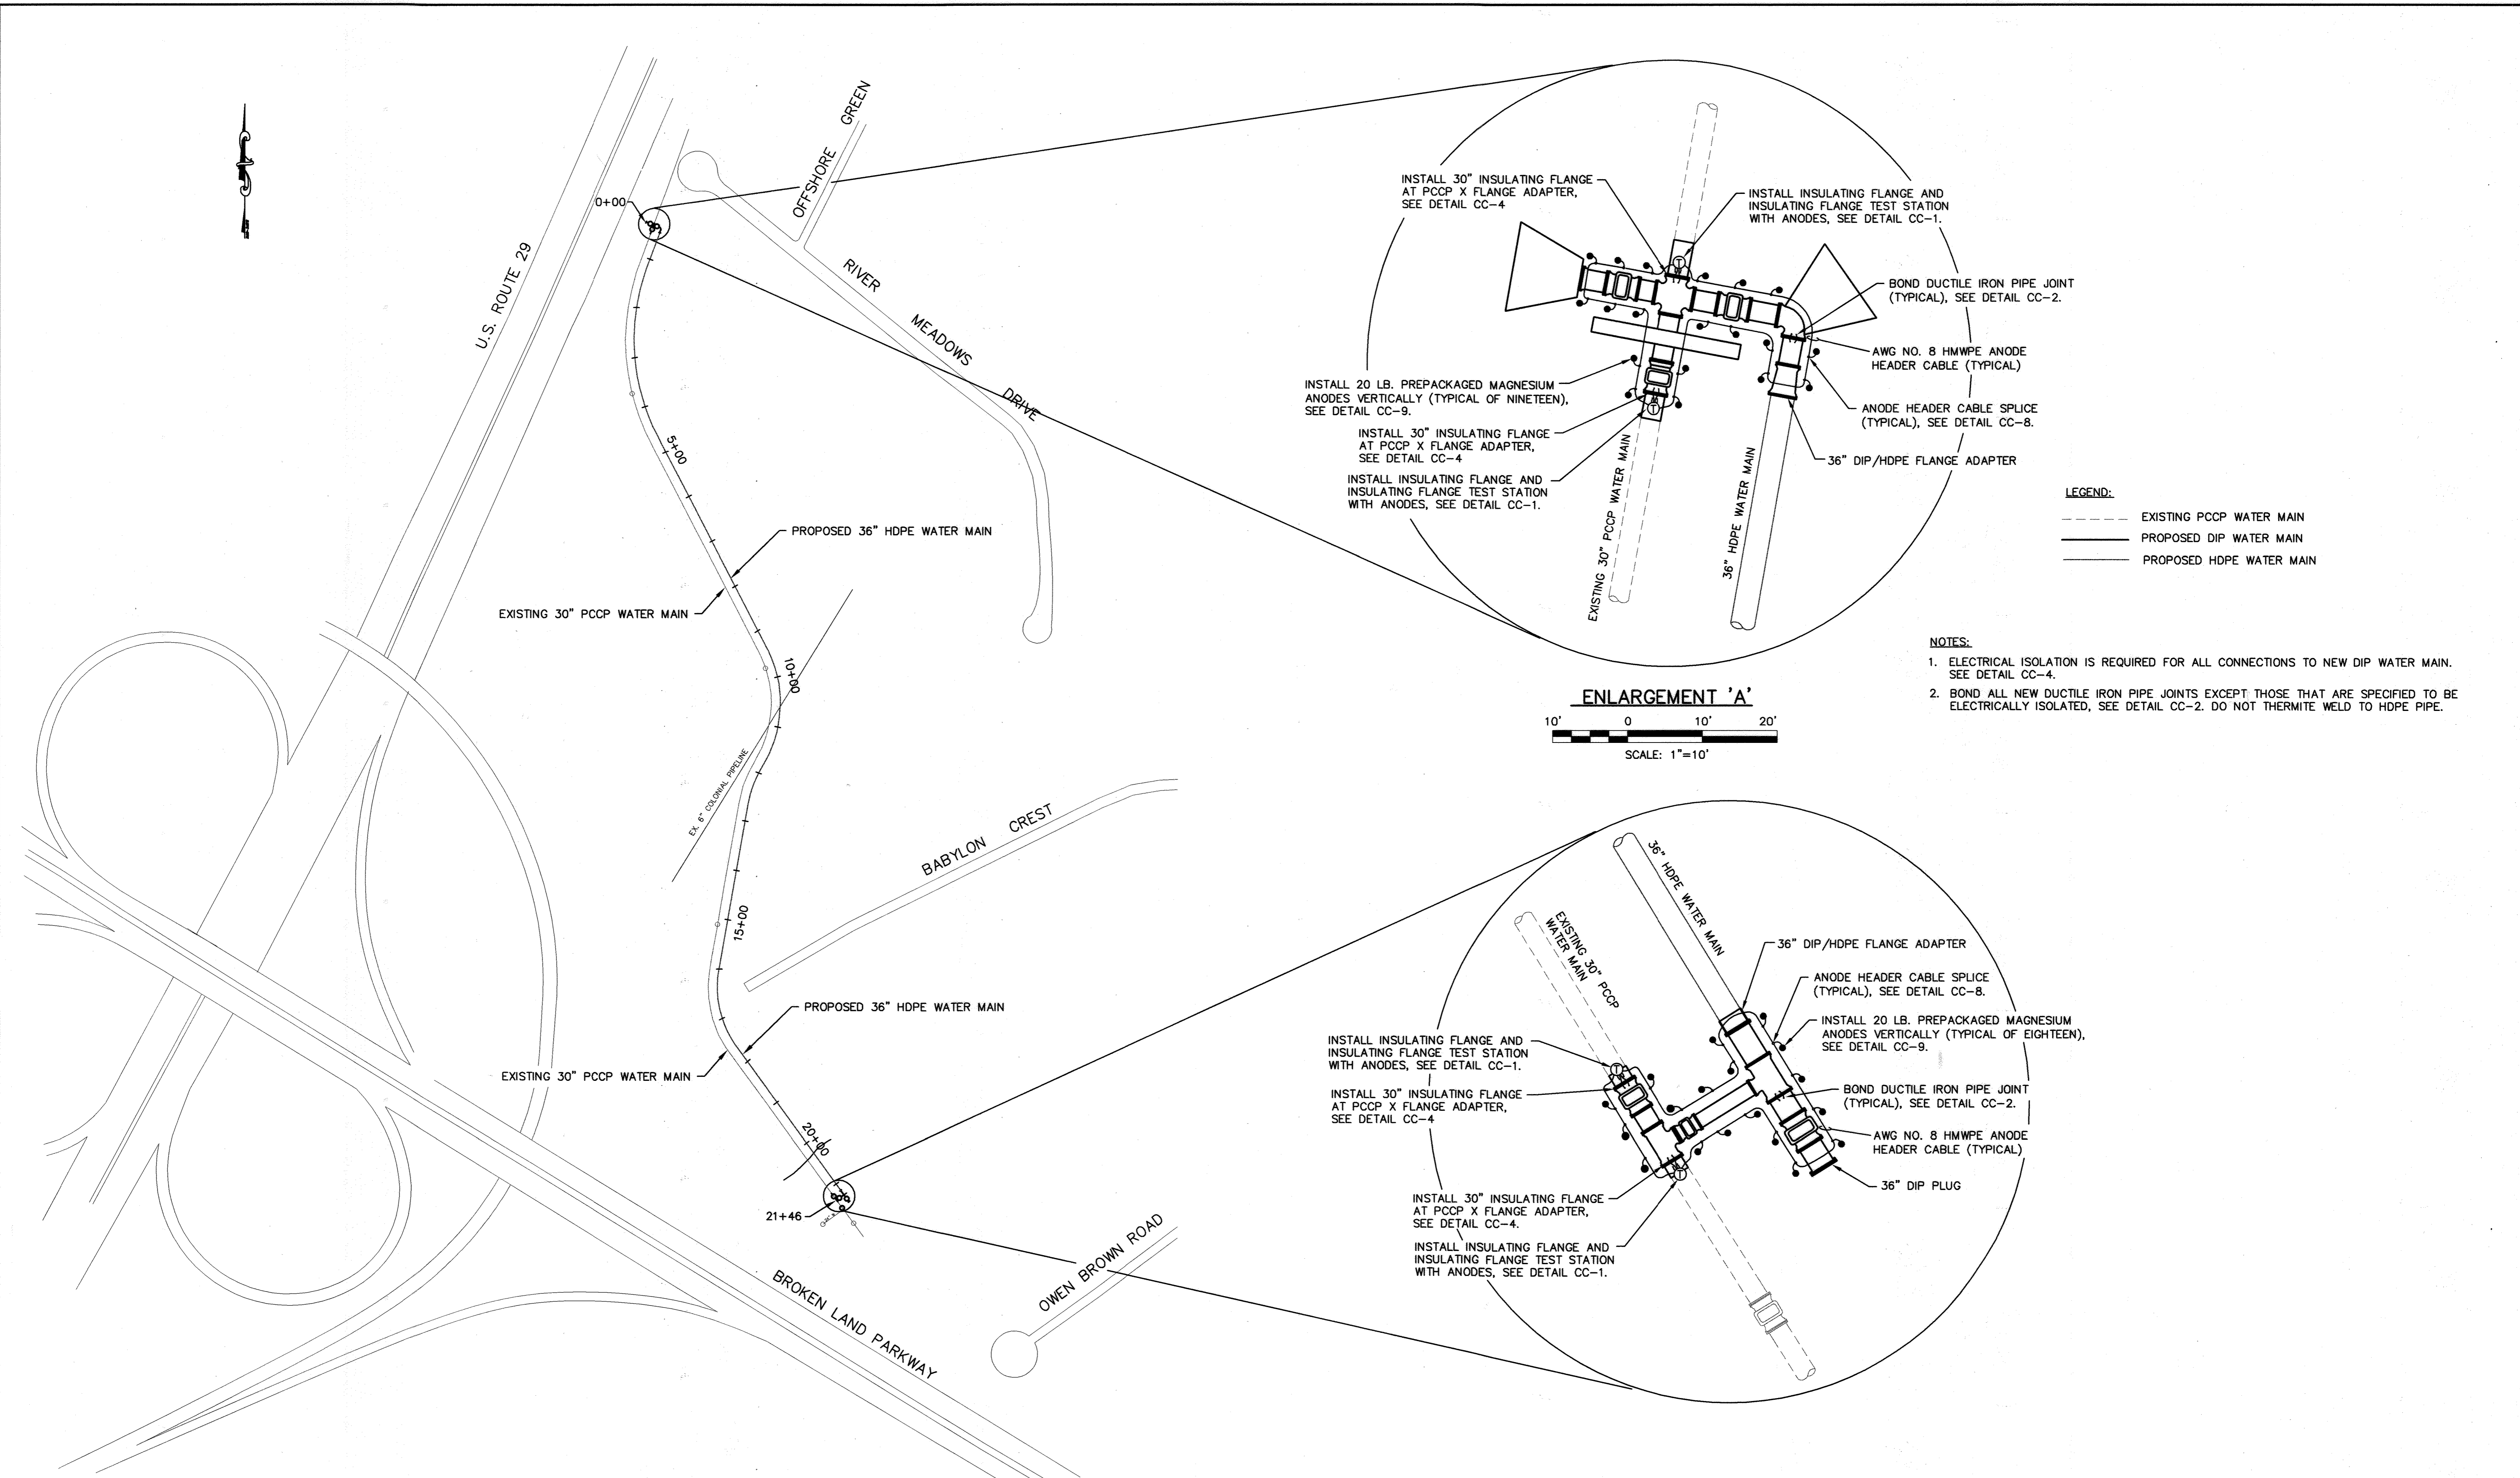 0+00
U.S. ROUTE 29
OFFSHORE GREEN
RIVER MEADOWS DRIVE
5+00
PROPOSED 36" HDPE WATER MAIN
EXISTING 30" PCCP WATER MAIN
10+00
EX. 6" COLONIAL PIPELINE
BABYLON CREST
15+00
PROPOSED 36" HDPE WATER MAIN
EXISTING 30" PCCP WATER MAIN
20+00
21+46
OWEN BROWN ROAD
BROKEN LAND PARKWAY
INSTALL 30" INSULATING FLANGE
AT PCCP X FLANGE ADAPTER,
SEE DETAIL CC-4
INSTALL INSULATING FLANGE AND
INSULATING FLANGE TEST STATION
WITH ANODES, SEE DETAIL CC-1.
T
BOND DUCTILE IRON PIPE JOINT
(TYPICAL), SEE DETAIL CC-2.
AWG NO. 8 HMWPE ANODE
HEADER CABLE (TYPICAL)
INSTALL 20 LB. PREPACKAGED MAGNESIUM
ANODES VERTICALLY (TYPICAL OF NINETEEN),
SEE DETAIL CC-9.
ANODE HEADER CABLE SPLICE
(TYPICAL), SEE DETAIL CC-8.
T
INSTALL 30" INSULATING FLANGE
AT PCCP X FLANGE ADAPTER,
SEE DETAIL CC-4
36" DIP/HDPE FLANGE ADAPTER
INSTALL INSULATING FLANGE AND
INSULATING FLANGE TEST STATION
WITH ANODES, SEE DETAIL CC-1.
EXISTING 30" PCCP WATER MAIN
36" HDPE WATER MAIN
LEGEND:
EXISTING PCCP WATER MAIN
PROPOSED DIP WATER MAIN
PROPOSED HDPE WATER MAIN
NOTES:
1. ELECTRICAL ISOLATION IS REQUIRED FOR ALL CONNECTIONS TO NEW DIP WATER MAIN.
SEE DETAIL CC-4.
2. BOND ALL NEW DUCTILE IRON PIPE JOINTS EXCEPT THOSE THAT ARE SPECIFIED TO BE
ELECTRICALLY ISOLATED, SEE DETAIL CC-2. DO NOT THERMITE WELD TO HDPE PIPE.
ENLARGEMENT 'A'
10' 0 10' 20'
SCALE: 1"=10'
36" HDPE WATER MAIN
EXISTING 30" PCCP
WATER MAIN
36" DIP/HDPE FLANGE ADAPTER
ANODE HEADER CABLE SPLICE
(TYPICAL), SEE DETAIL CC-8.
INSTALL 20 LB. PREPACKAGED MAGNESIUM
ANODES VERTICALLY (TYPICAL OF EIGHTEEN),
SEE DETAIL CC-9.
INSTALL INSULATING FLANGE AND
INSULATING FLANGE TEST STATION
WITH ANODES, SEE DETAIL CC-1.
T
INSTALL 30" INSULATING FLANGE
AT PCCP X FLANGE ADAPTER,
SEE DETAIL CC-4
BOND DUCTILE IRON PIPE JOINT
(TYPICAL), SEE DETAIL CC-2.
AWG NO. 8 HMWPE ANODE
HEADER CABLE (TYPICAL)
T
36" DIP PLUG
INSTALL 30" INSULATING FLANGE
AT PCCP X FLANGE ADAPTER,
SEE DETAIL CC-4.
INSTALL INSULATING FLANGE AND
INSULATING FLANGE TEST STATION
WITH ANODES, SEE DETAIL CC-1.